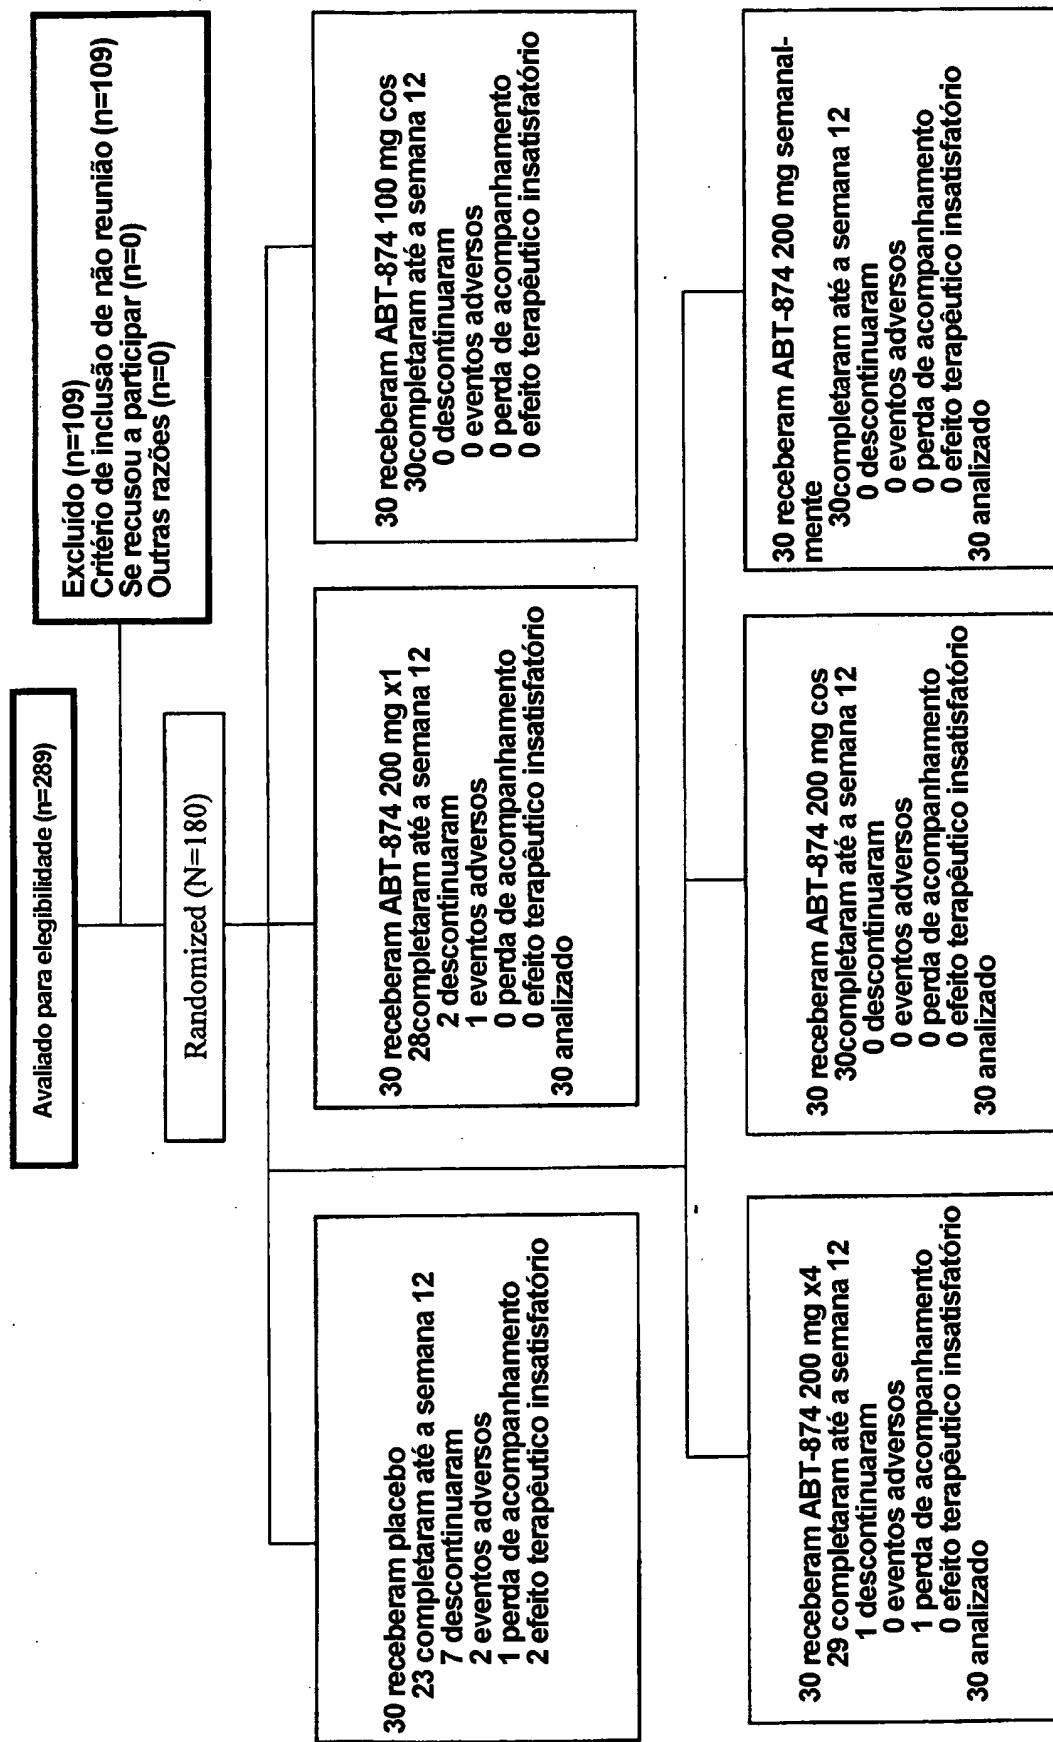 Avaliado para elegibilidade (n=289)
Excluído (n=109)
Critério de inclusão de não reunião (n=109)
Se recusou a participar (n=0)
Outras razões (n=0)
Randomized (N=180)
30 receberam placebo
23 completaram até a semana 12
7 descontinuaram
2 eventos adversos
1 perda de acompanhamento
2 efeito terapêutico insatisfatório
30 receberam ABT-874 200 mg x1
28completaram até a semana 12
2 descontinuaram
1 eventos adversos
0 perda de acompanhamento
0 efeito terapêutico insatisfatório
30 analizado
30 receberam ABT-874 100 mg cos
30completaram até a semana 12
0 descontinuaram
0 eventos adversos
0 perda de acompanhamento
0 efeito terapêutico insatisfatório
30 receberam ABT-874 200 mg x4
29 completaram até a semana 12
1 descontinuaram
0 eventos adversos
1 perda de acompanhamento
0 efeito terapêutico insatisfatório
30 analizado
30 receberam ABT-874 200 mg cos
30completaram até a semana 12
0 descontinuaram
0 eventos adversos
0 perda de acompanhamento
0 efeito terapêutico insatisfatório
30 analizado
30 receberam ABT-874 200 mg semanal-
mente
30completaram até a semana 12
0 descontinuaram
0 eventos adversos
0 perda de acompanhamento
0 efeito terapêutico insatisfatório
30 analizado